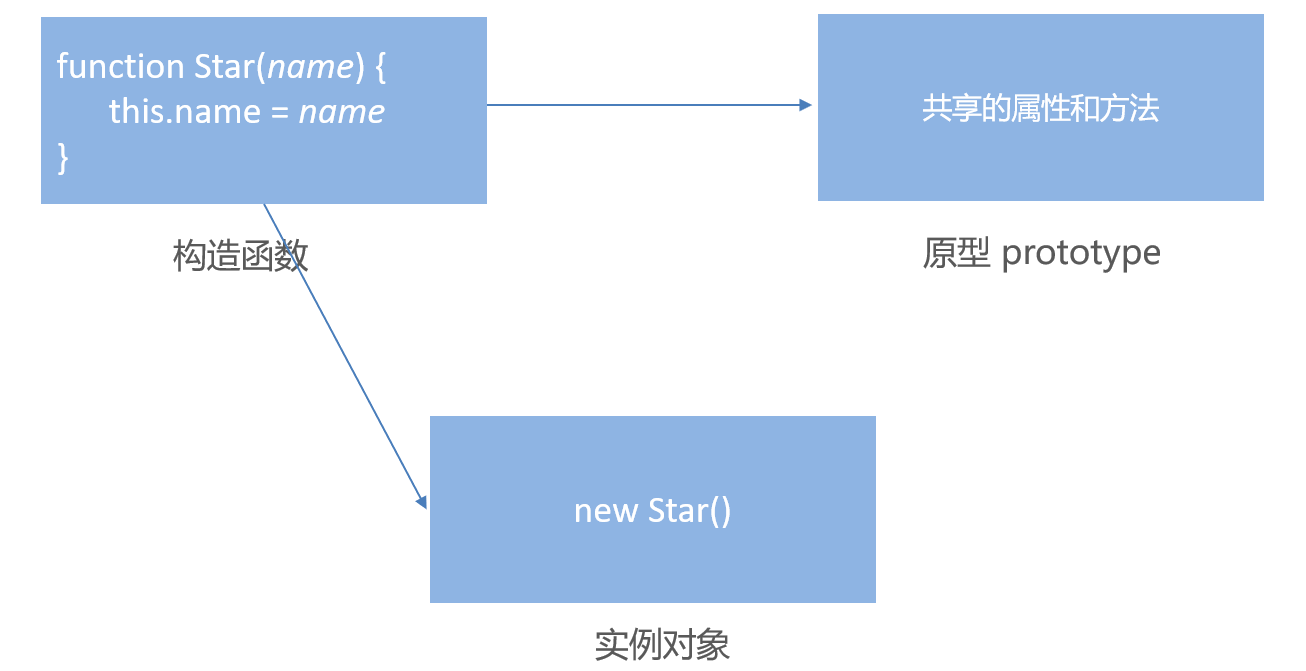 function Star(name) {
this.name = name
}
共享的属性和方法
构造函数
原型 prototype
new Star()
实例对象